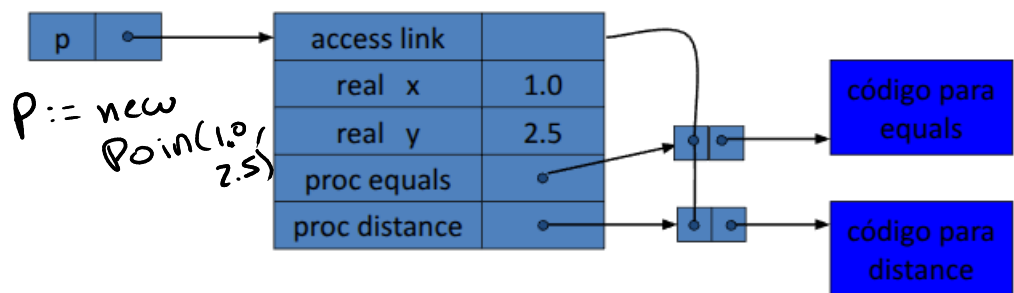 p
access link
real x 1.0
real y 2.5
proc equals
proc distance
código para
equals
código para
distance
P := new
Poin(1.0,
2.5)